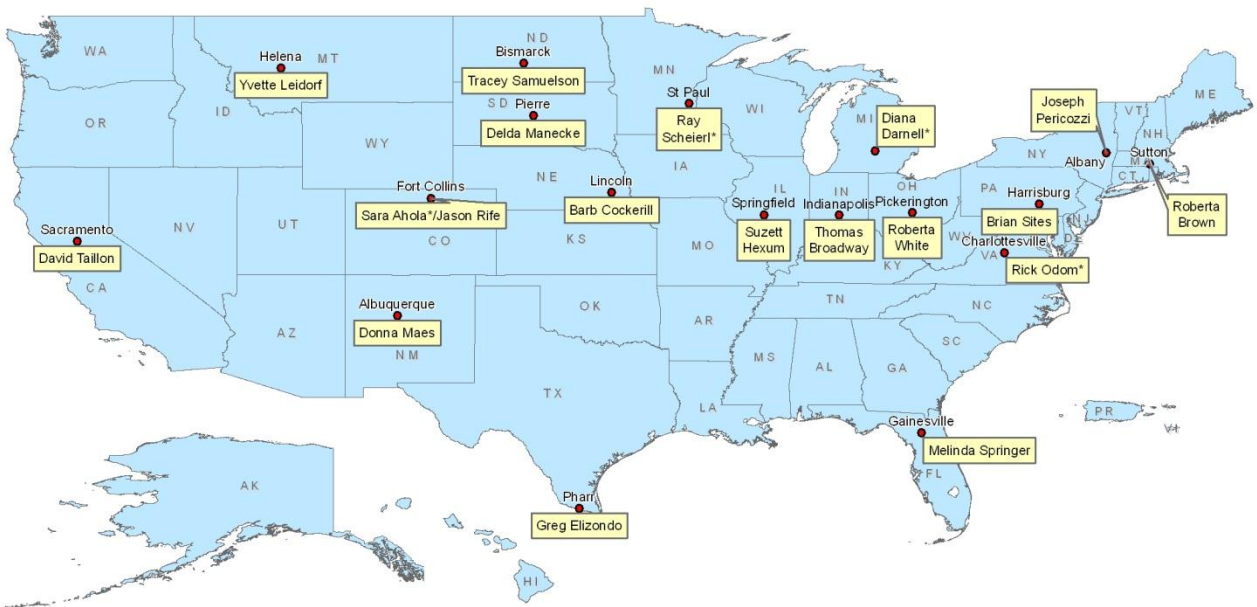 WA
MT
ND
MN
ME
Helena
Yvette Leidorf
Bismarck
Tracey Samuelson
St Paul
Ray
Scheierl*
WI
MI
Diana
Darnell*
Joseph
Pericozzi
VT
NH
OR
ID
SD
Pierre
Delda Manecke
NY
Albany
MA
Sutton
CT
RI
Roberta
Brown
WY
IA
NE
Lincoln
Barb Cockerill
Fort Collins
Sara Ahola*/Jason Rife
IL
Springfield
Suzett
Hexum
IN
Indianapolis
Thomas
Broadway
OH
Pickerington
Roberta
White
PA
Harrisburg
Brian Sites
NJ
DE
WV
Charlottesville
VA
Rick Odom*
Sacramento
David Taillon
NV
UT
CO
KS
MO
KY
CA
Albuquerque
Donna Maes
AZ
NM
OK
AR
TN
NC
SC
TX
LA
MS
AL
GA
Gainesville
Melinda Springer
FL
PR
VI
AK
Pharr
Greg Elizondo
HI